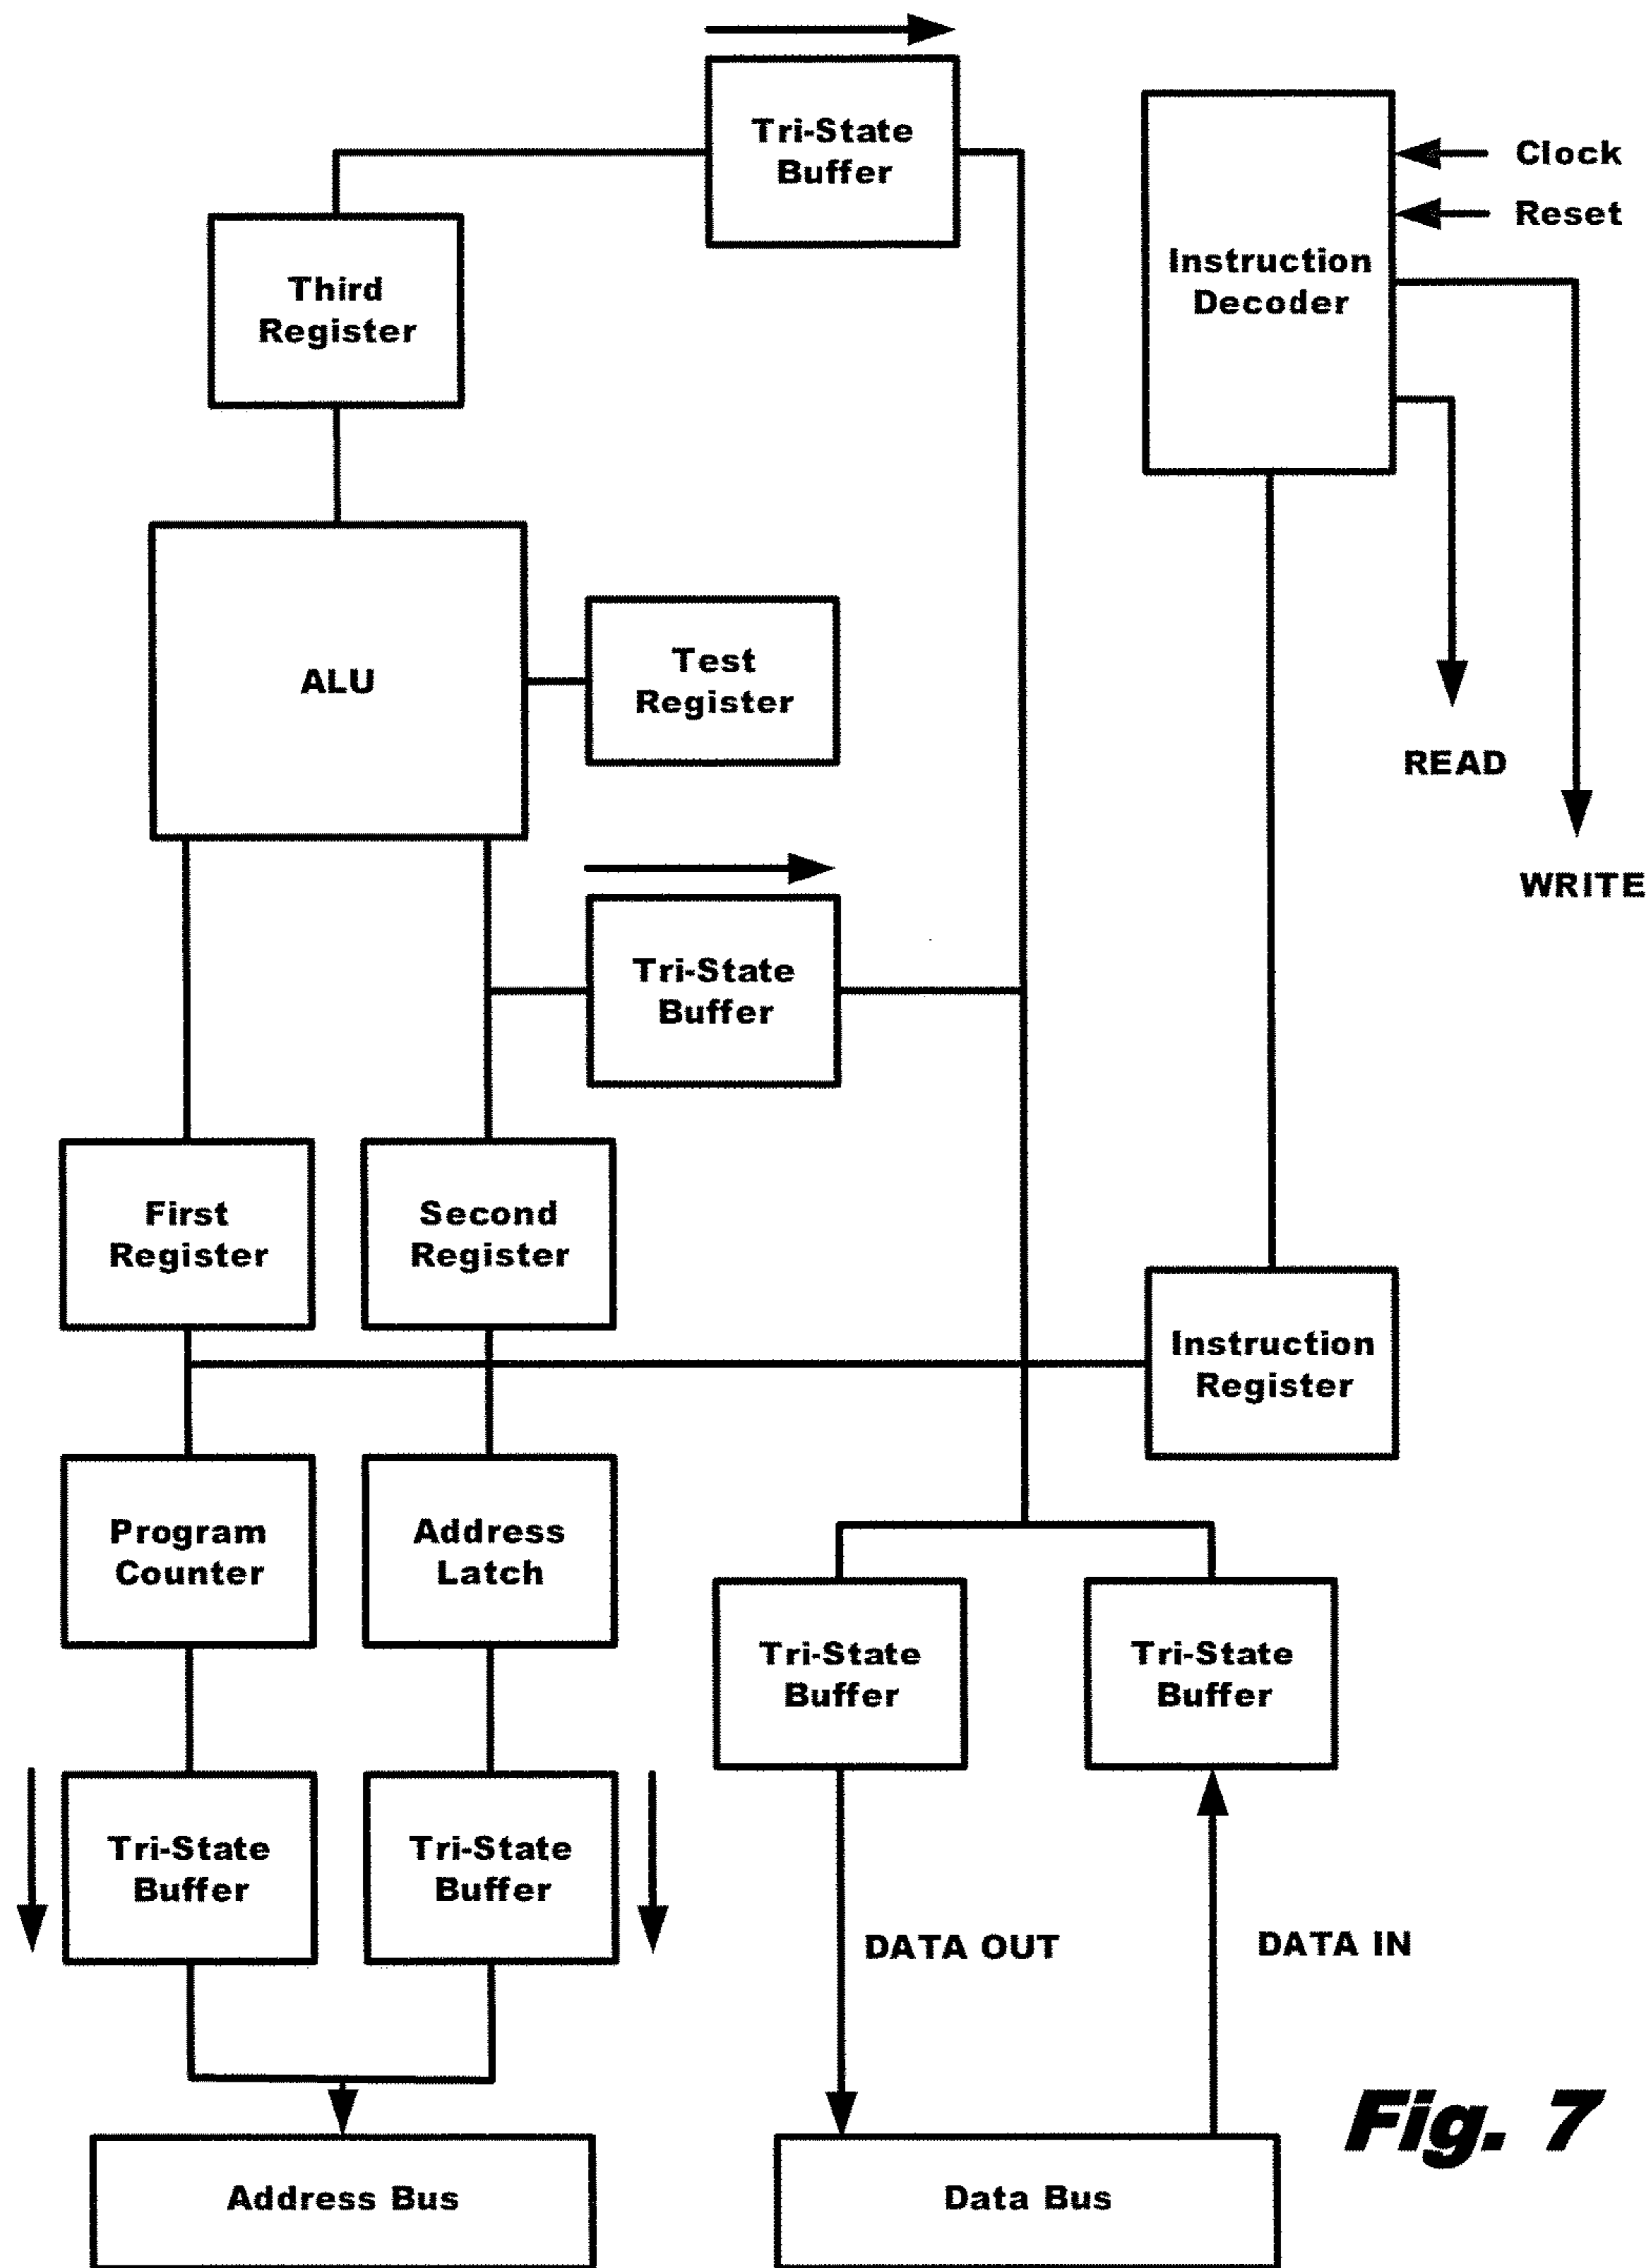 Tri-State
Buffer
Clock
Reset
Instruction
Decoder
Third
Register
ALU
Test
Register
READ
WRITE
Tri-State
Buffer
First
Register
Second
Register
Instruction
Register
Program
Counter
Address
Latch
Tri-State
Buffer
Tri-State
Buffer
Tri-State
Buffer
Tri-State
Buffer
DATA OUT
DATA IN
Fig. 7
Address Bus
Data Bus